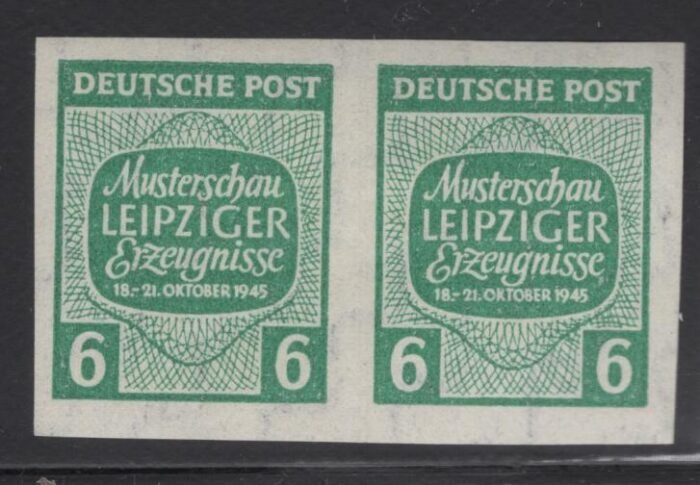 DEUTSCHE POST
Musterschau
LEIPZIGER
Erzeugnisse
18.-21. OKTOBER 1945
6 6
DEUTSCHE POST
Musterschau
LEIPZIGER
Erzeugnisse
18.-21. OKTOBER 1945
6 6